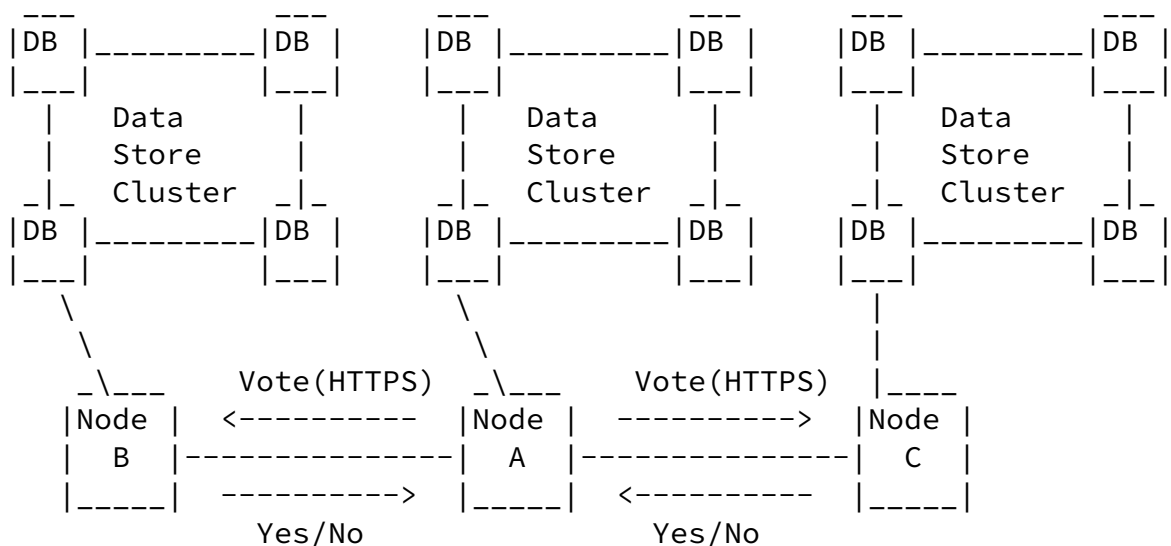 DB DB DB DB DB DB
Data Data Data
Store Store Store
Cluster Cluster Cluster
DB DB DB DB DB DB
Vote(HTTPS) Vote(HTTPS)
Node Node Node
B A C
Yes/No Yes/No